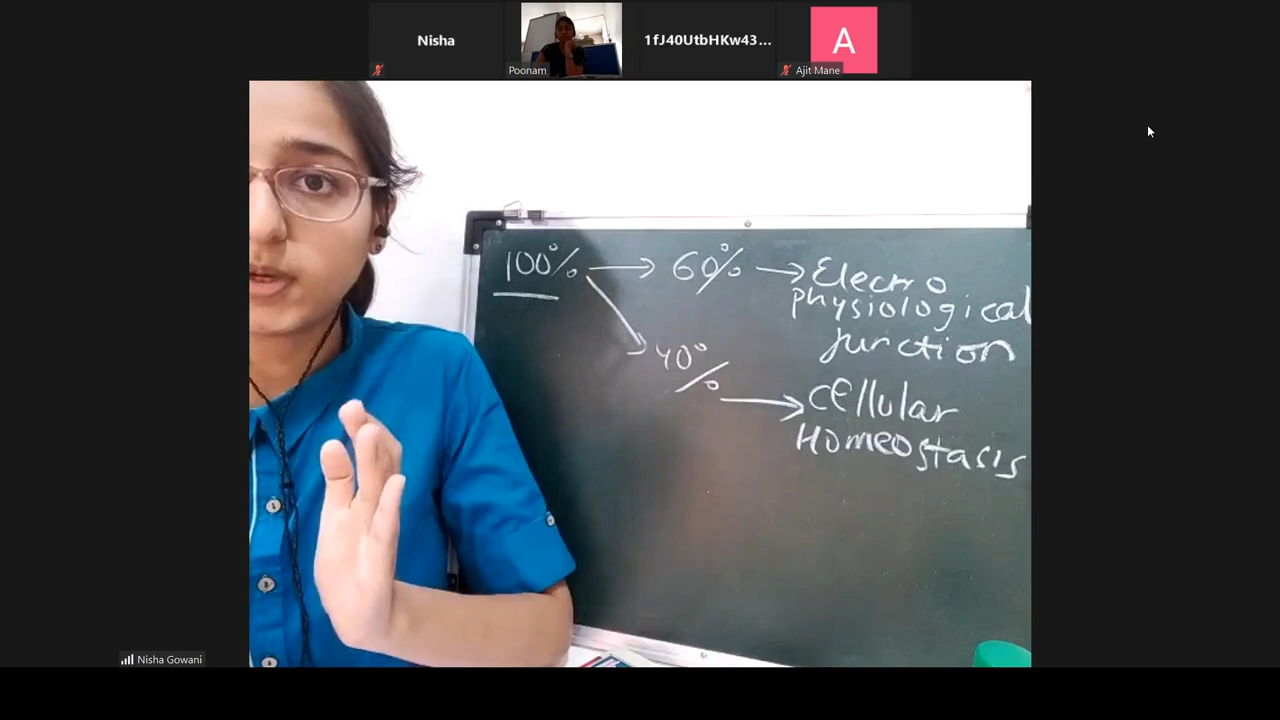 Nisha
1fJ40UtbHKw43...
A
Poonam
Ajit Mane
100% → 60% → Electro
physiological
Junction
40%
→ cellular
Homeostasis
Nisha Gowani